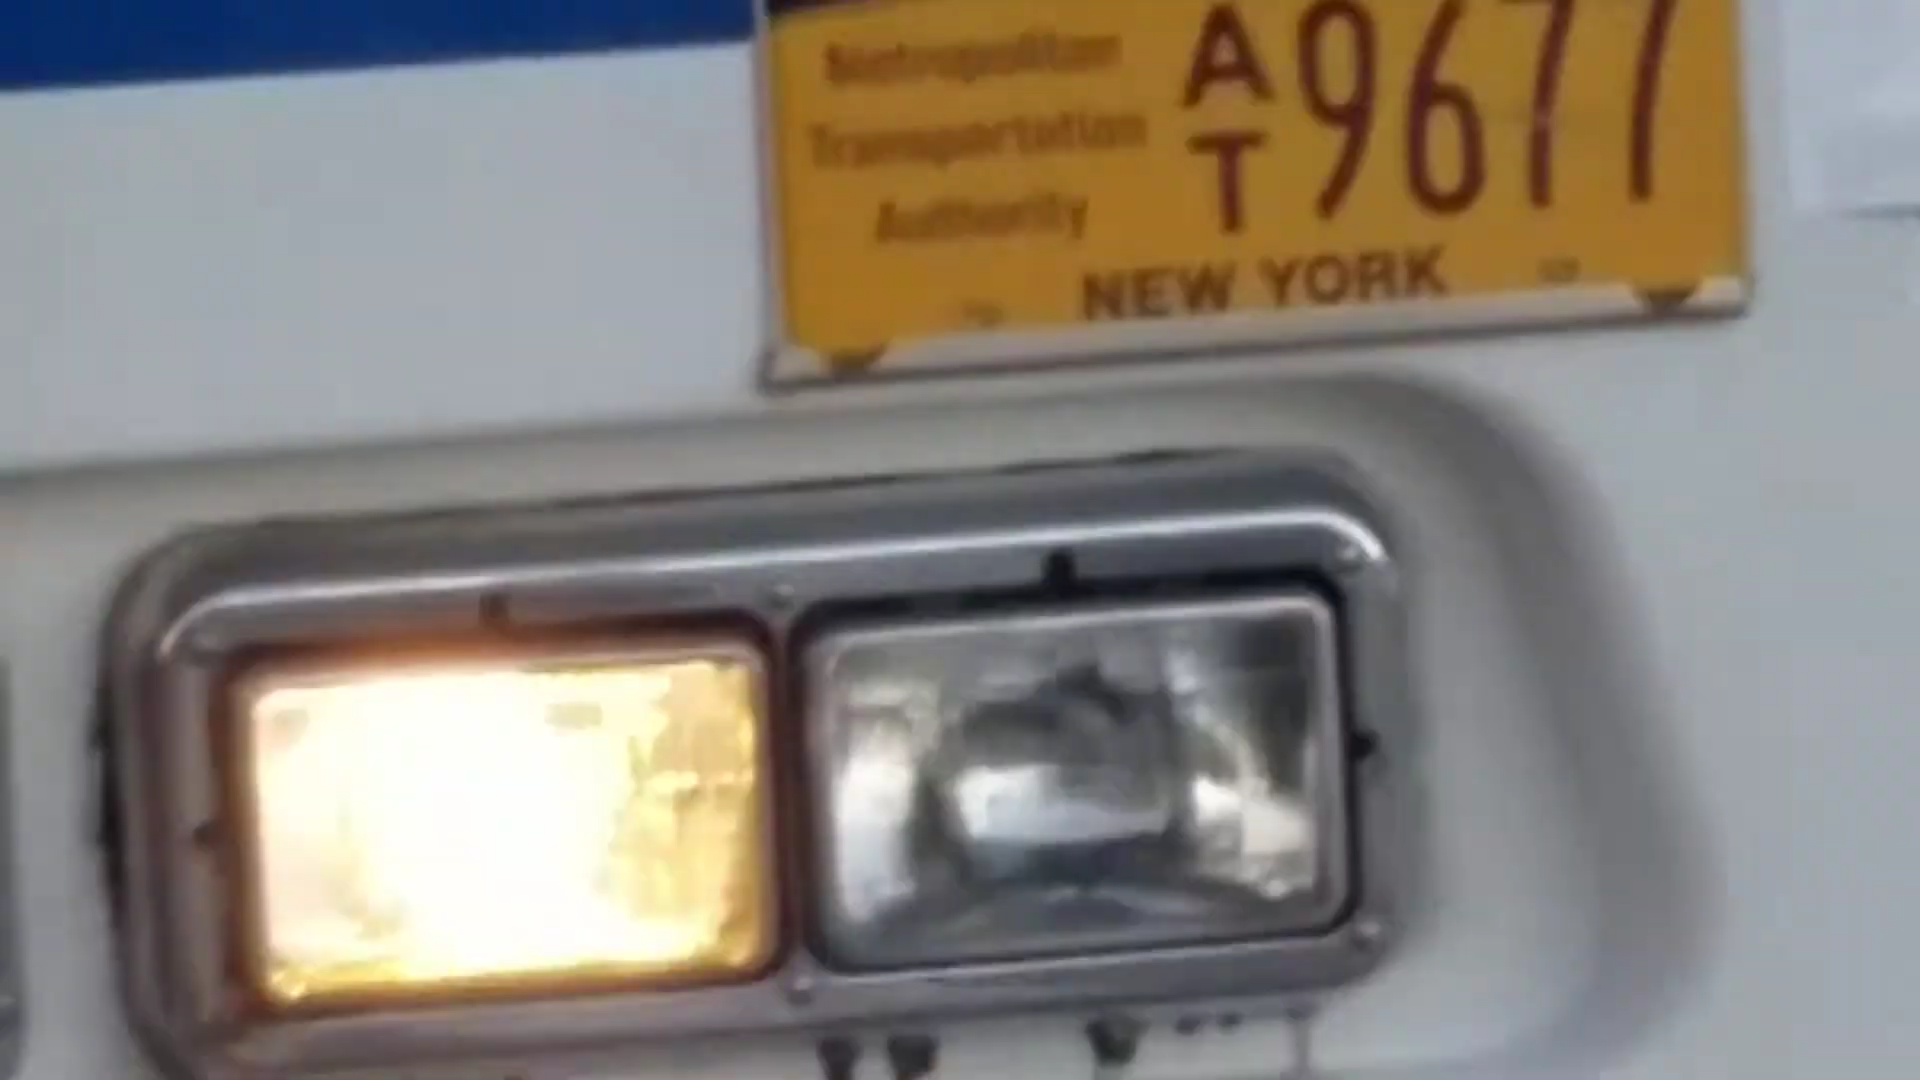 Metropolitan
Transportation
Authority
AT 9677
NEW YORK